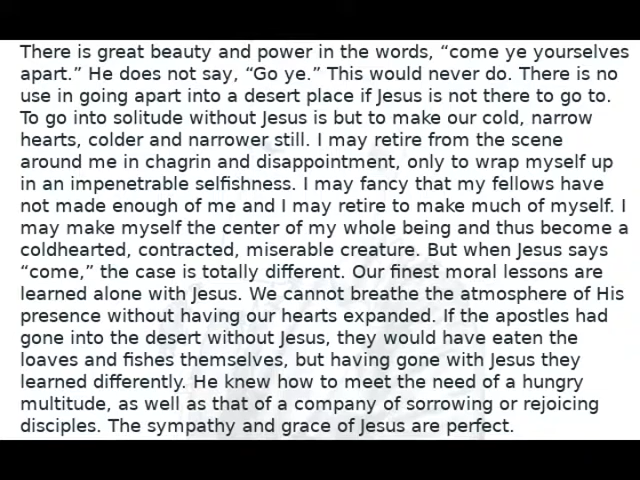 There is great beauty and power in the words, “come ye yourselves
apart.” He does not say, “Go ye.” This would never do. There is no
use in going apart into a desert place if Jesus is not there to go to.
To go into solitude without Jesus is but to make our cold, narrow
hearts, colder and narrower still. I may retire from the scene
around me in chagrin and disappointment, only to wrap myself up
in an impenetrable selfishness. I may fancy that my fellows have
not made enough of me and I may retire to make much of myself. I
may make myself the center of my whole being and thus become a
coldhearted, contracted, miserable creature. But when Jesus says
“come,” the case is totally different. Our finest moral lessons are
learned alone with Jesus. We cannot breathe the atmosphere of His
presence without having our hearts expanded. If the apostles had
gone into the desert without Jesus, they would have eaten the
loaves and fishes themselves, but having gone with Jesus they
learned differently. He knew how to meet the need of a hungry
multitude, as well as that of a company of sorrowing or rejoicing
disciples. The sympathy and grace of Jesus are perfect.